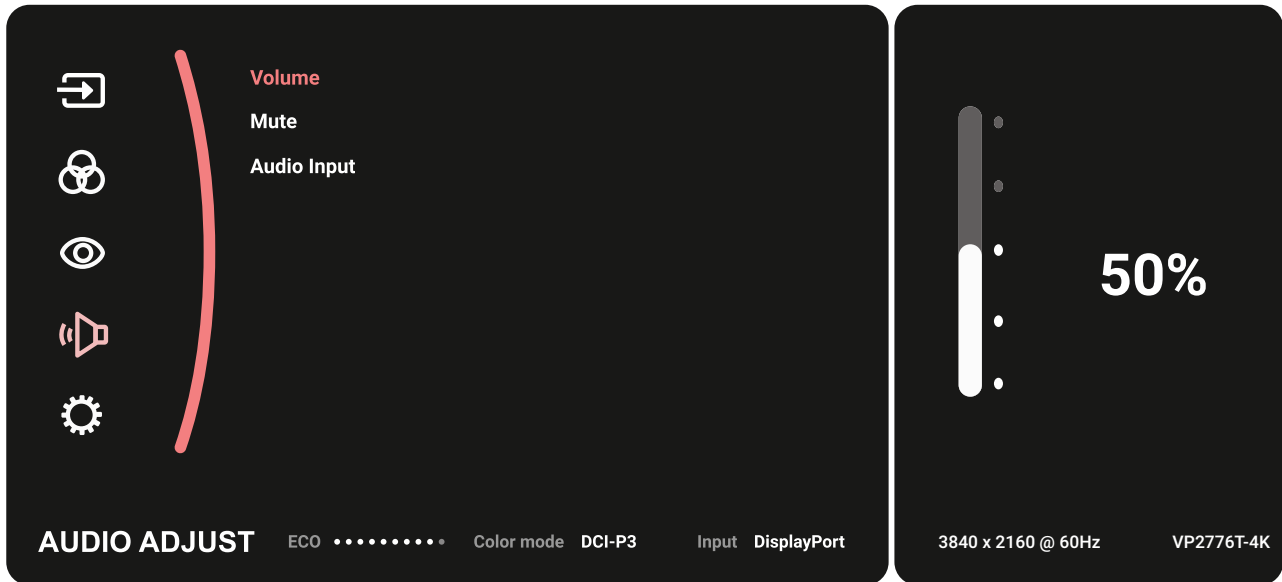 Volume
Mute
Audio Input
50%
AUDIO ADJUST ECO Color mode DCI-P3 Input DisplayPort 3840 x 2160 @ 60Hz VP2776T-4K